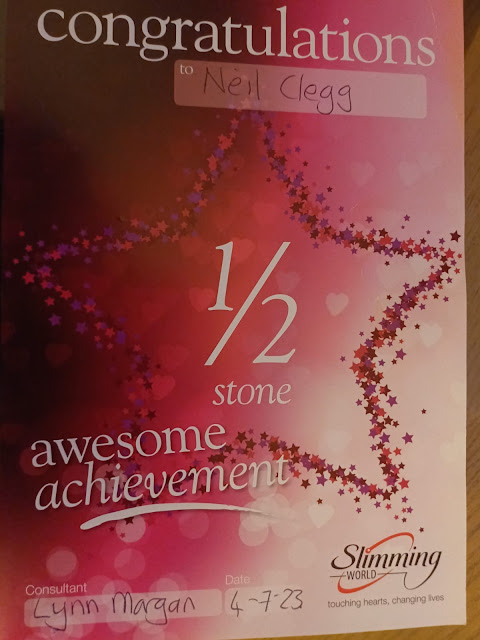 congratulations
to Neil Clegg
1/2
stone
awesome
achievement
Slimming
WORLD
touching hearts, changing lives
Consultant
Lynn Margan
Date
4-7-23